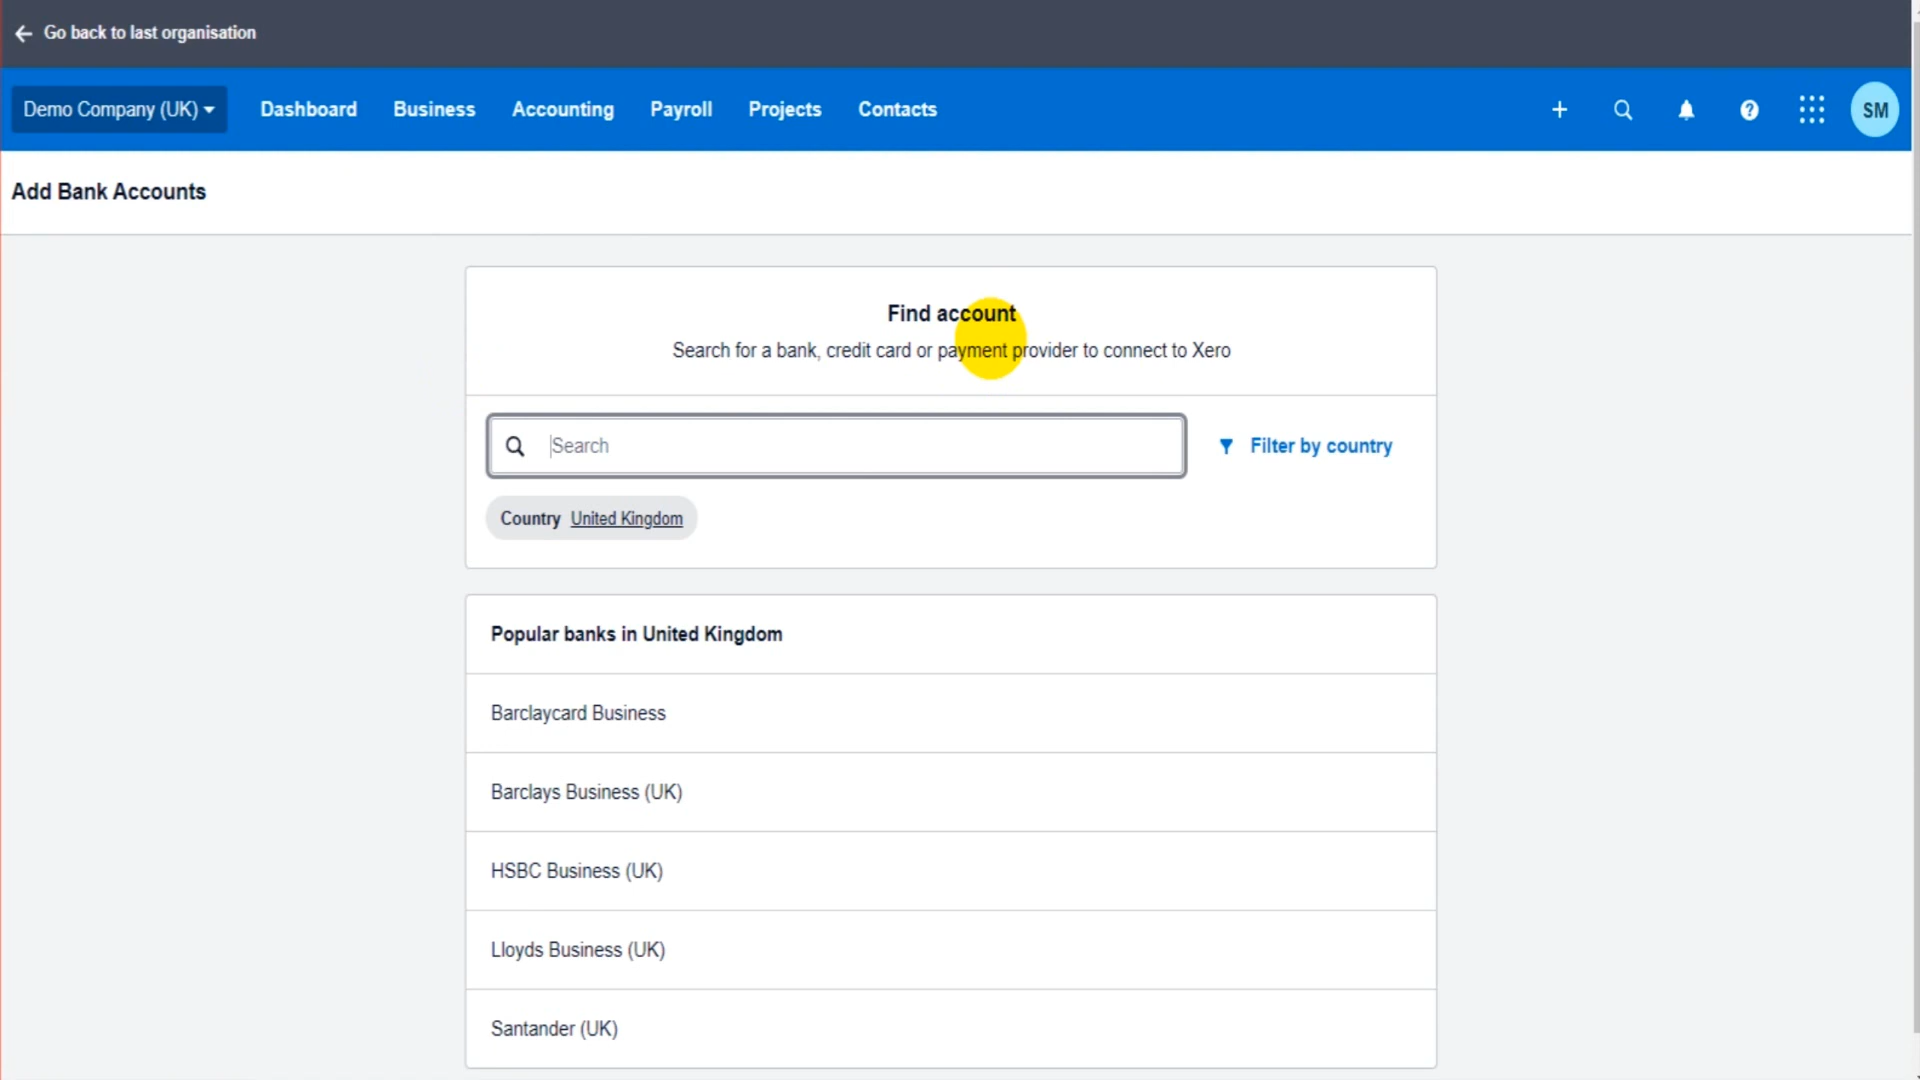 Go back to last organisation
Demo Company (UK) Dashboard Business Accounting Payroll Projects Contacts SM
Add Bank Accounts
Find account
Search for a bank, credit card or payment provider to connect to Xero
Search Filter by country
Country United Kingdom
Popular banks in United Kingdom
Barclaycard Business
Barclays Business (UK)
HSBC Business (UK)
Lloyds Business (UK)
Santander (UK)